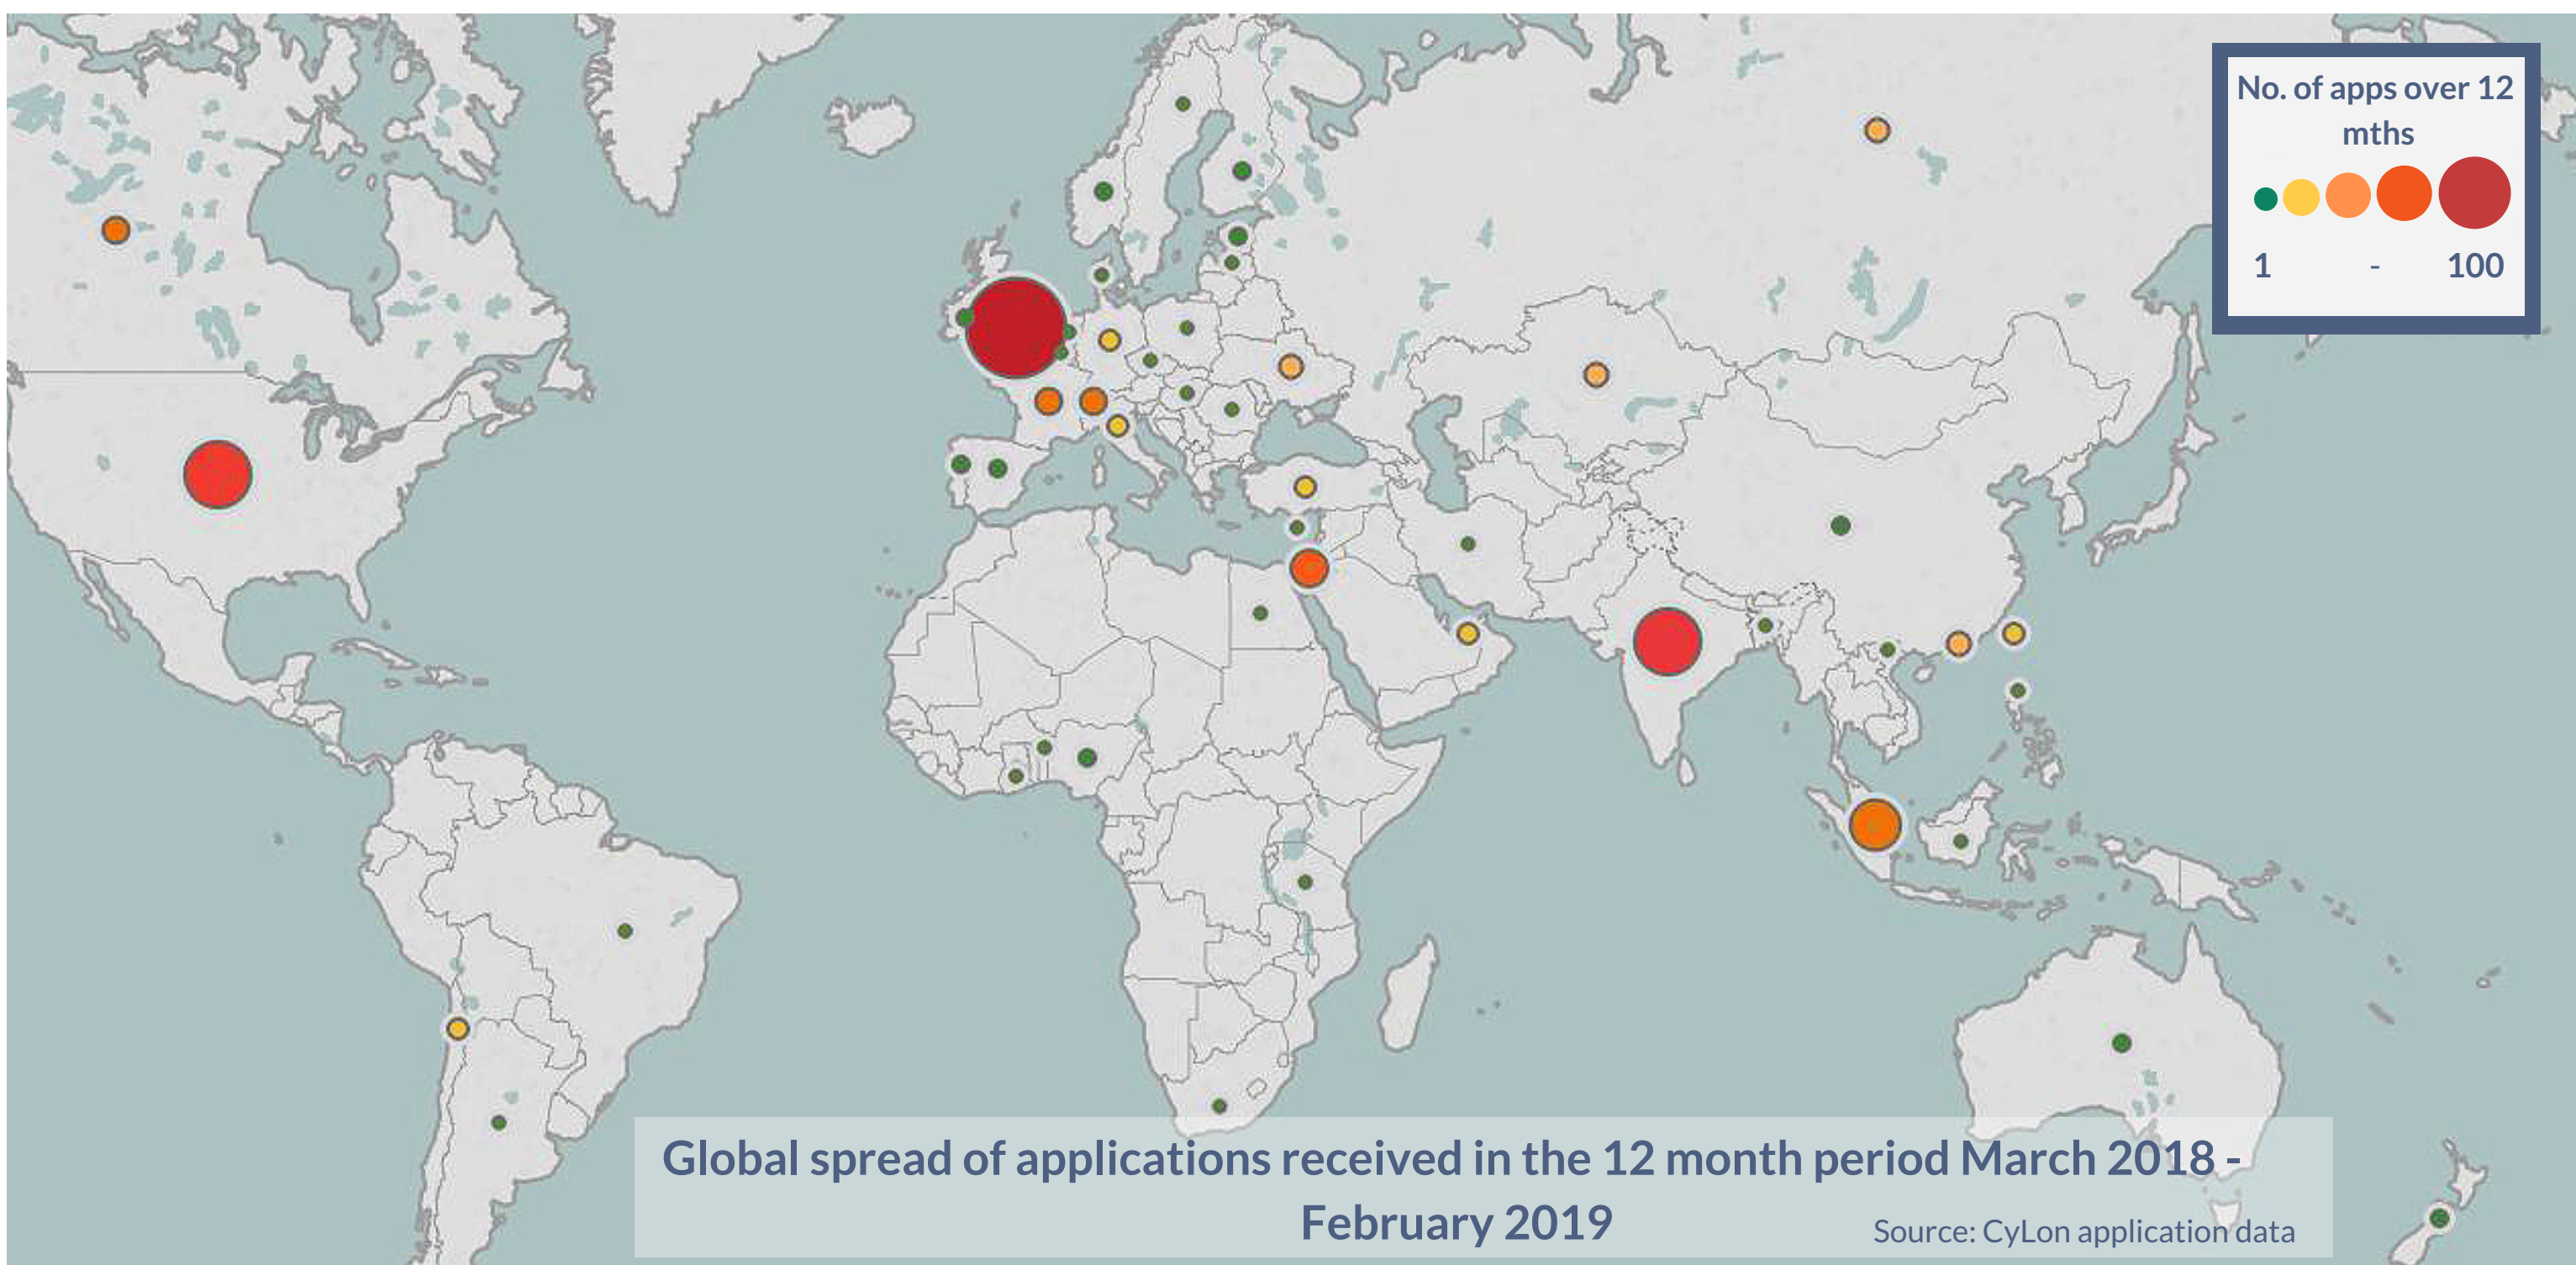 No. of apps over 12
mths
1 - 100
Global spread of applications received in the 12 month period March 2018 -
February 2019
Source: CyLon application data